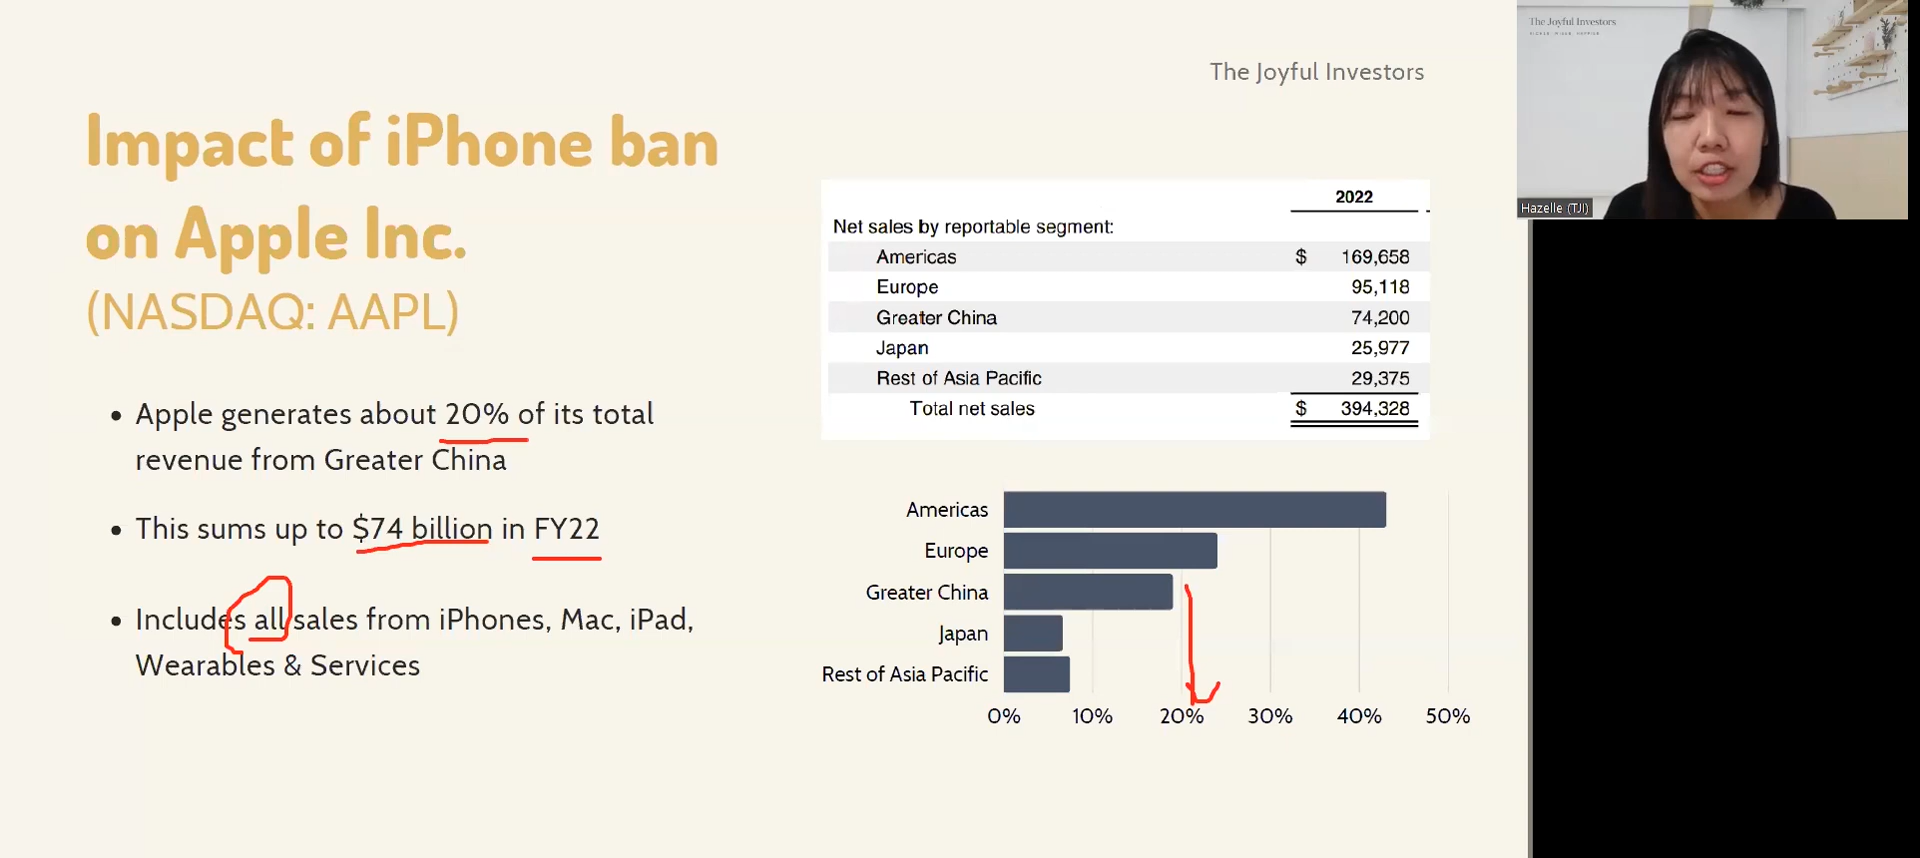 The Joyful Investors
The Joyful Investors
Hazelle (TJI)
Impact of iPhone ban
on Apple Inc.
(NASDAQ: AAPL)
• Apple generates about 20% of its total
revenue from Greater China
• This sums up to $74 billion in FY22
• Includes all sales from iPhones, Mac, iPad,
Wearables & Services
2022
Net sales by reportable segment:
Americas $ 169,658
Europe 95,118
Greater China 74,200
Japan 25,977
Rest of Asia Pacific 29,375
Total net sales $ 394,328
Americas
Europe
Greater China
Japan
Rest of Asia Pacific
0% 10% 20% 30% 40% 50%